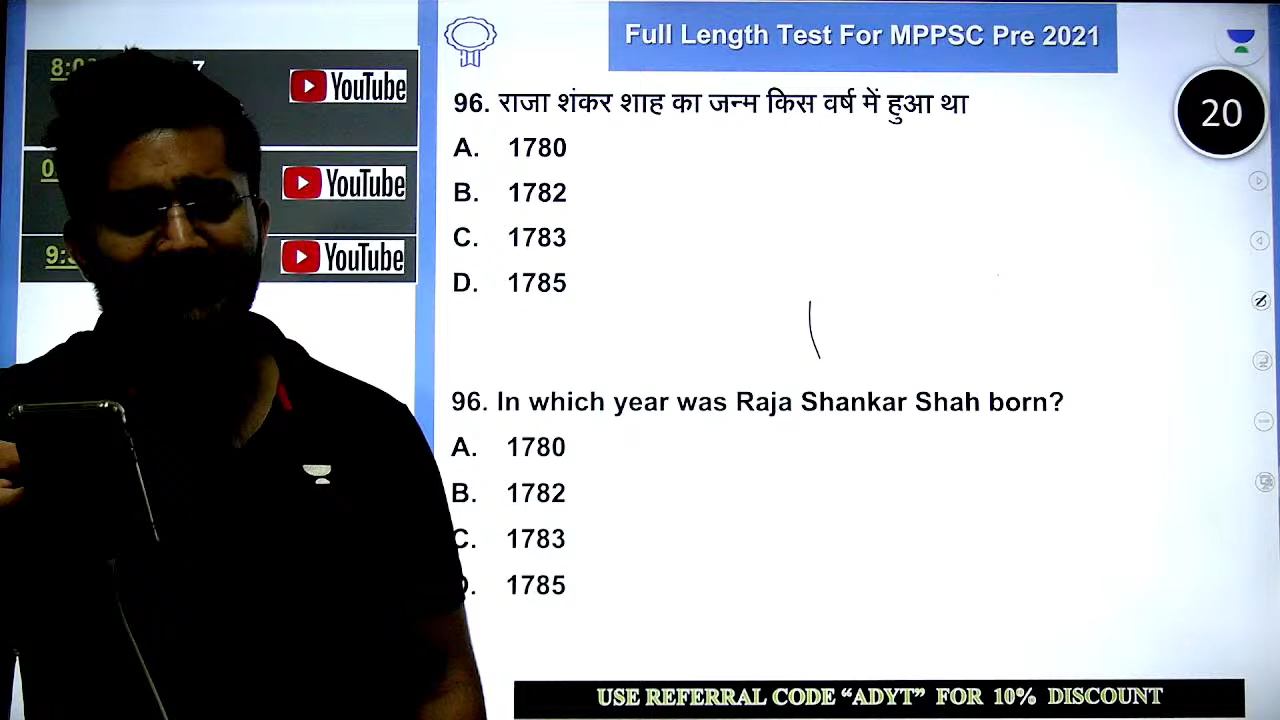 Full Length Test For MPPSC Pre 2021
20
YouTube
YouTube
YouTube
96. राजा शंकर शाह का जन्म किस वर्ष में हुआ था
A. 1780
B. 1782
C. 1783
D. 1785
96. In which year was Raja Shankar Shah born?
A. 1780
B. 1782
C. 1783
1785
USE REFERRAL CODE “ADYT” FOR 10% DISCOUNT